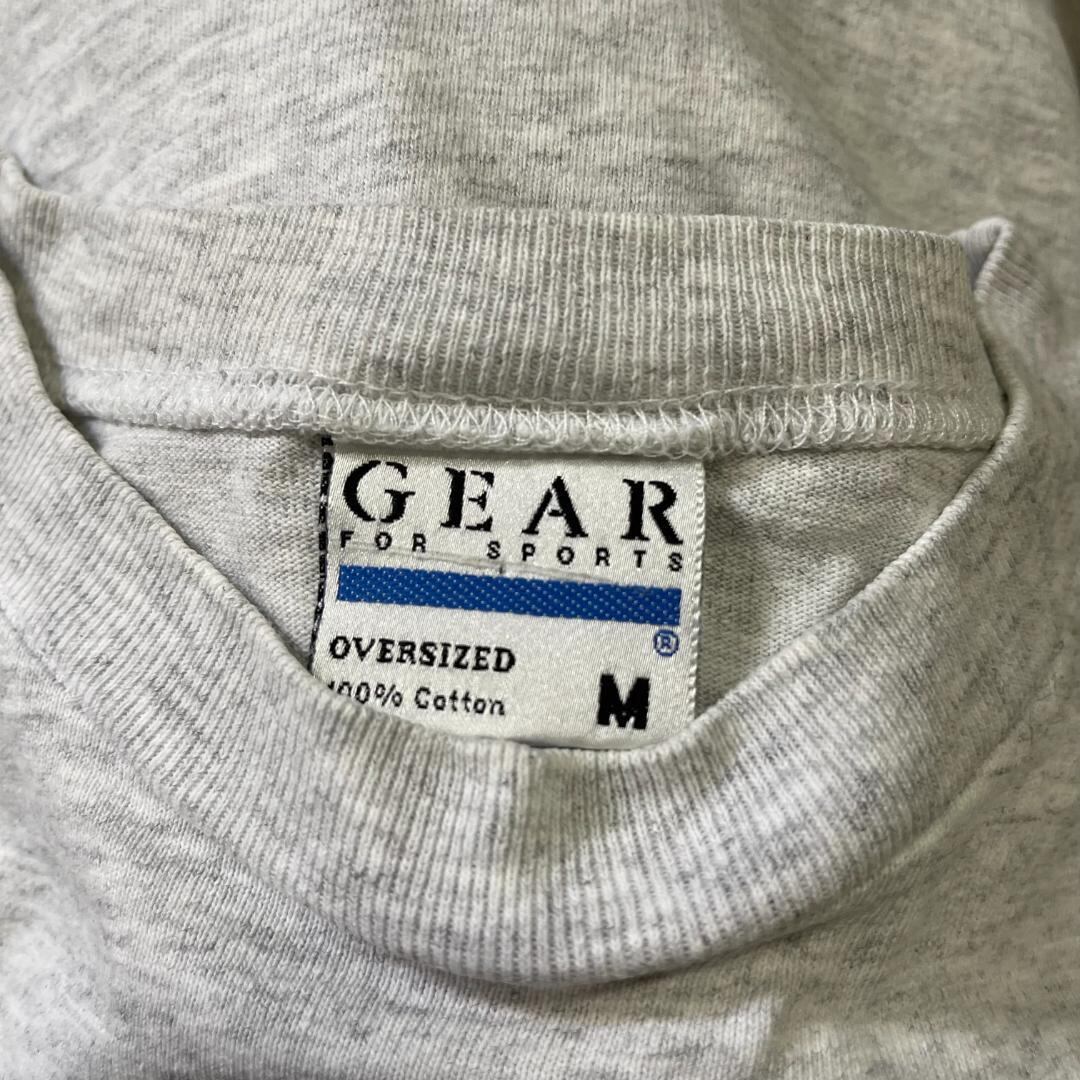 GEAR
FOR SPORTS
®
OVERSIZED
100% Cotton
M